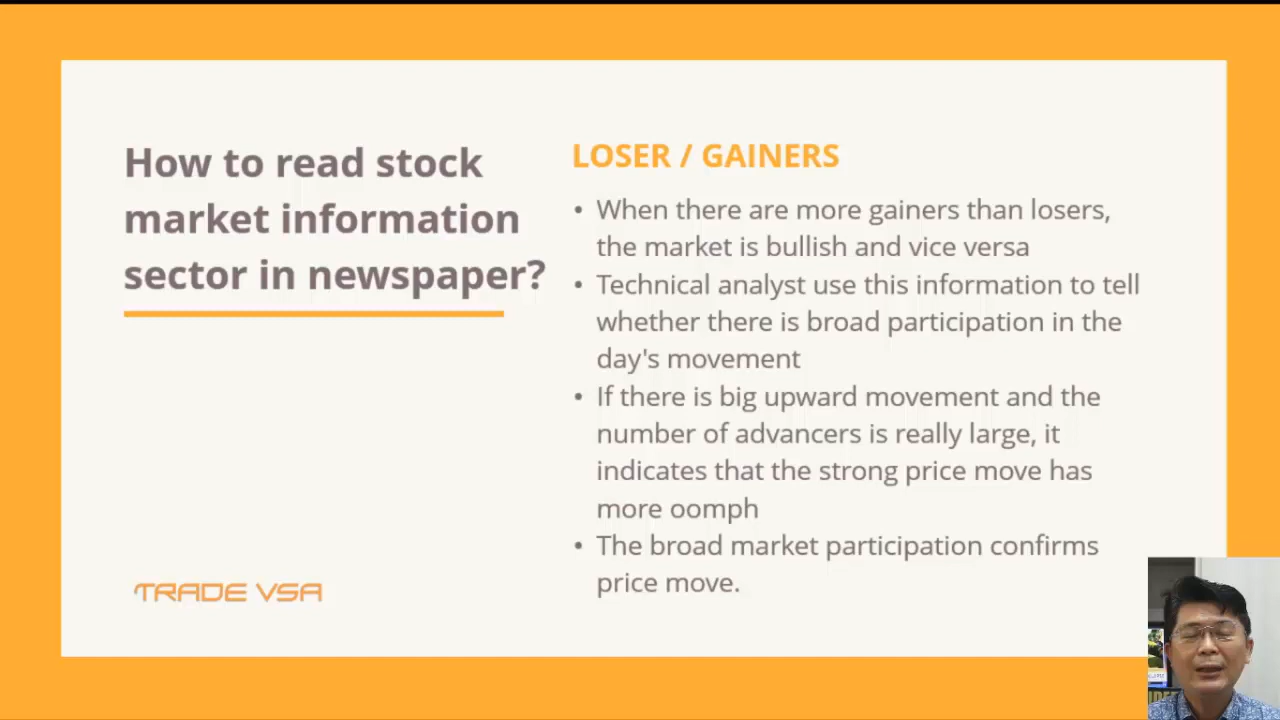 How to read stock
market information
sector in newspaper?
LOSER / GAINERS
• When there are more gainers than losers,
the market is bullish and vice versa
• Technical analyst use this information to tell
whether there is broad participation in the
day's movement
• If there is big upward movement and the
number of advancers is really large, it
indicates that the strong price move has
more oomph
• The broad market participation confirms
price move.
TRADE VSA